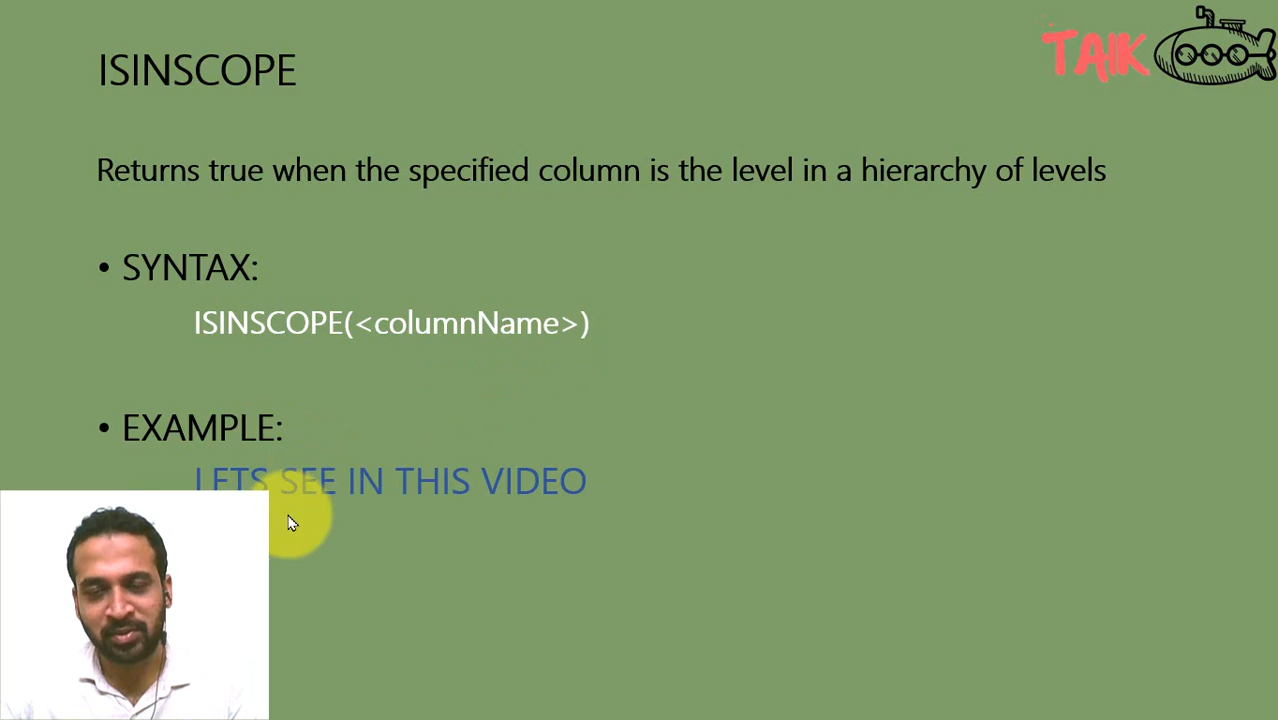 ISINSCOPE
TAIK
Returns true when the specified column is the level in a hierarchy of levels
• SYNTAX:
ISINSCOPE(<columnName>)
• EXAMPLE:
LETS SEE IN THIS VIDEO